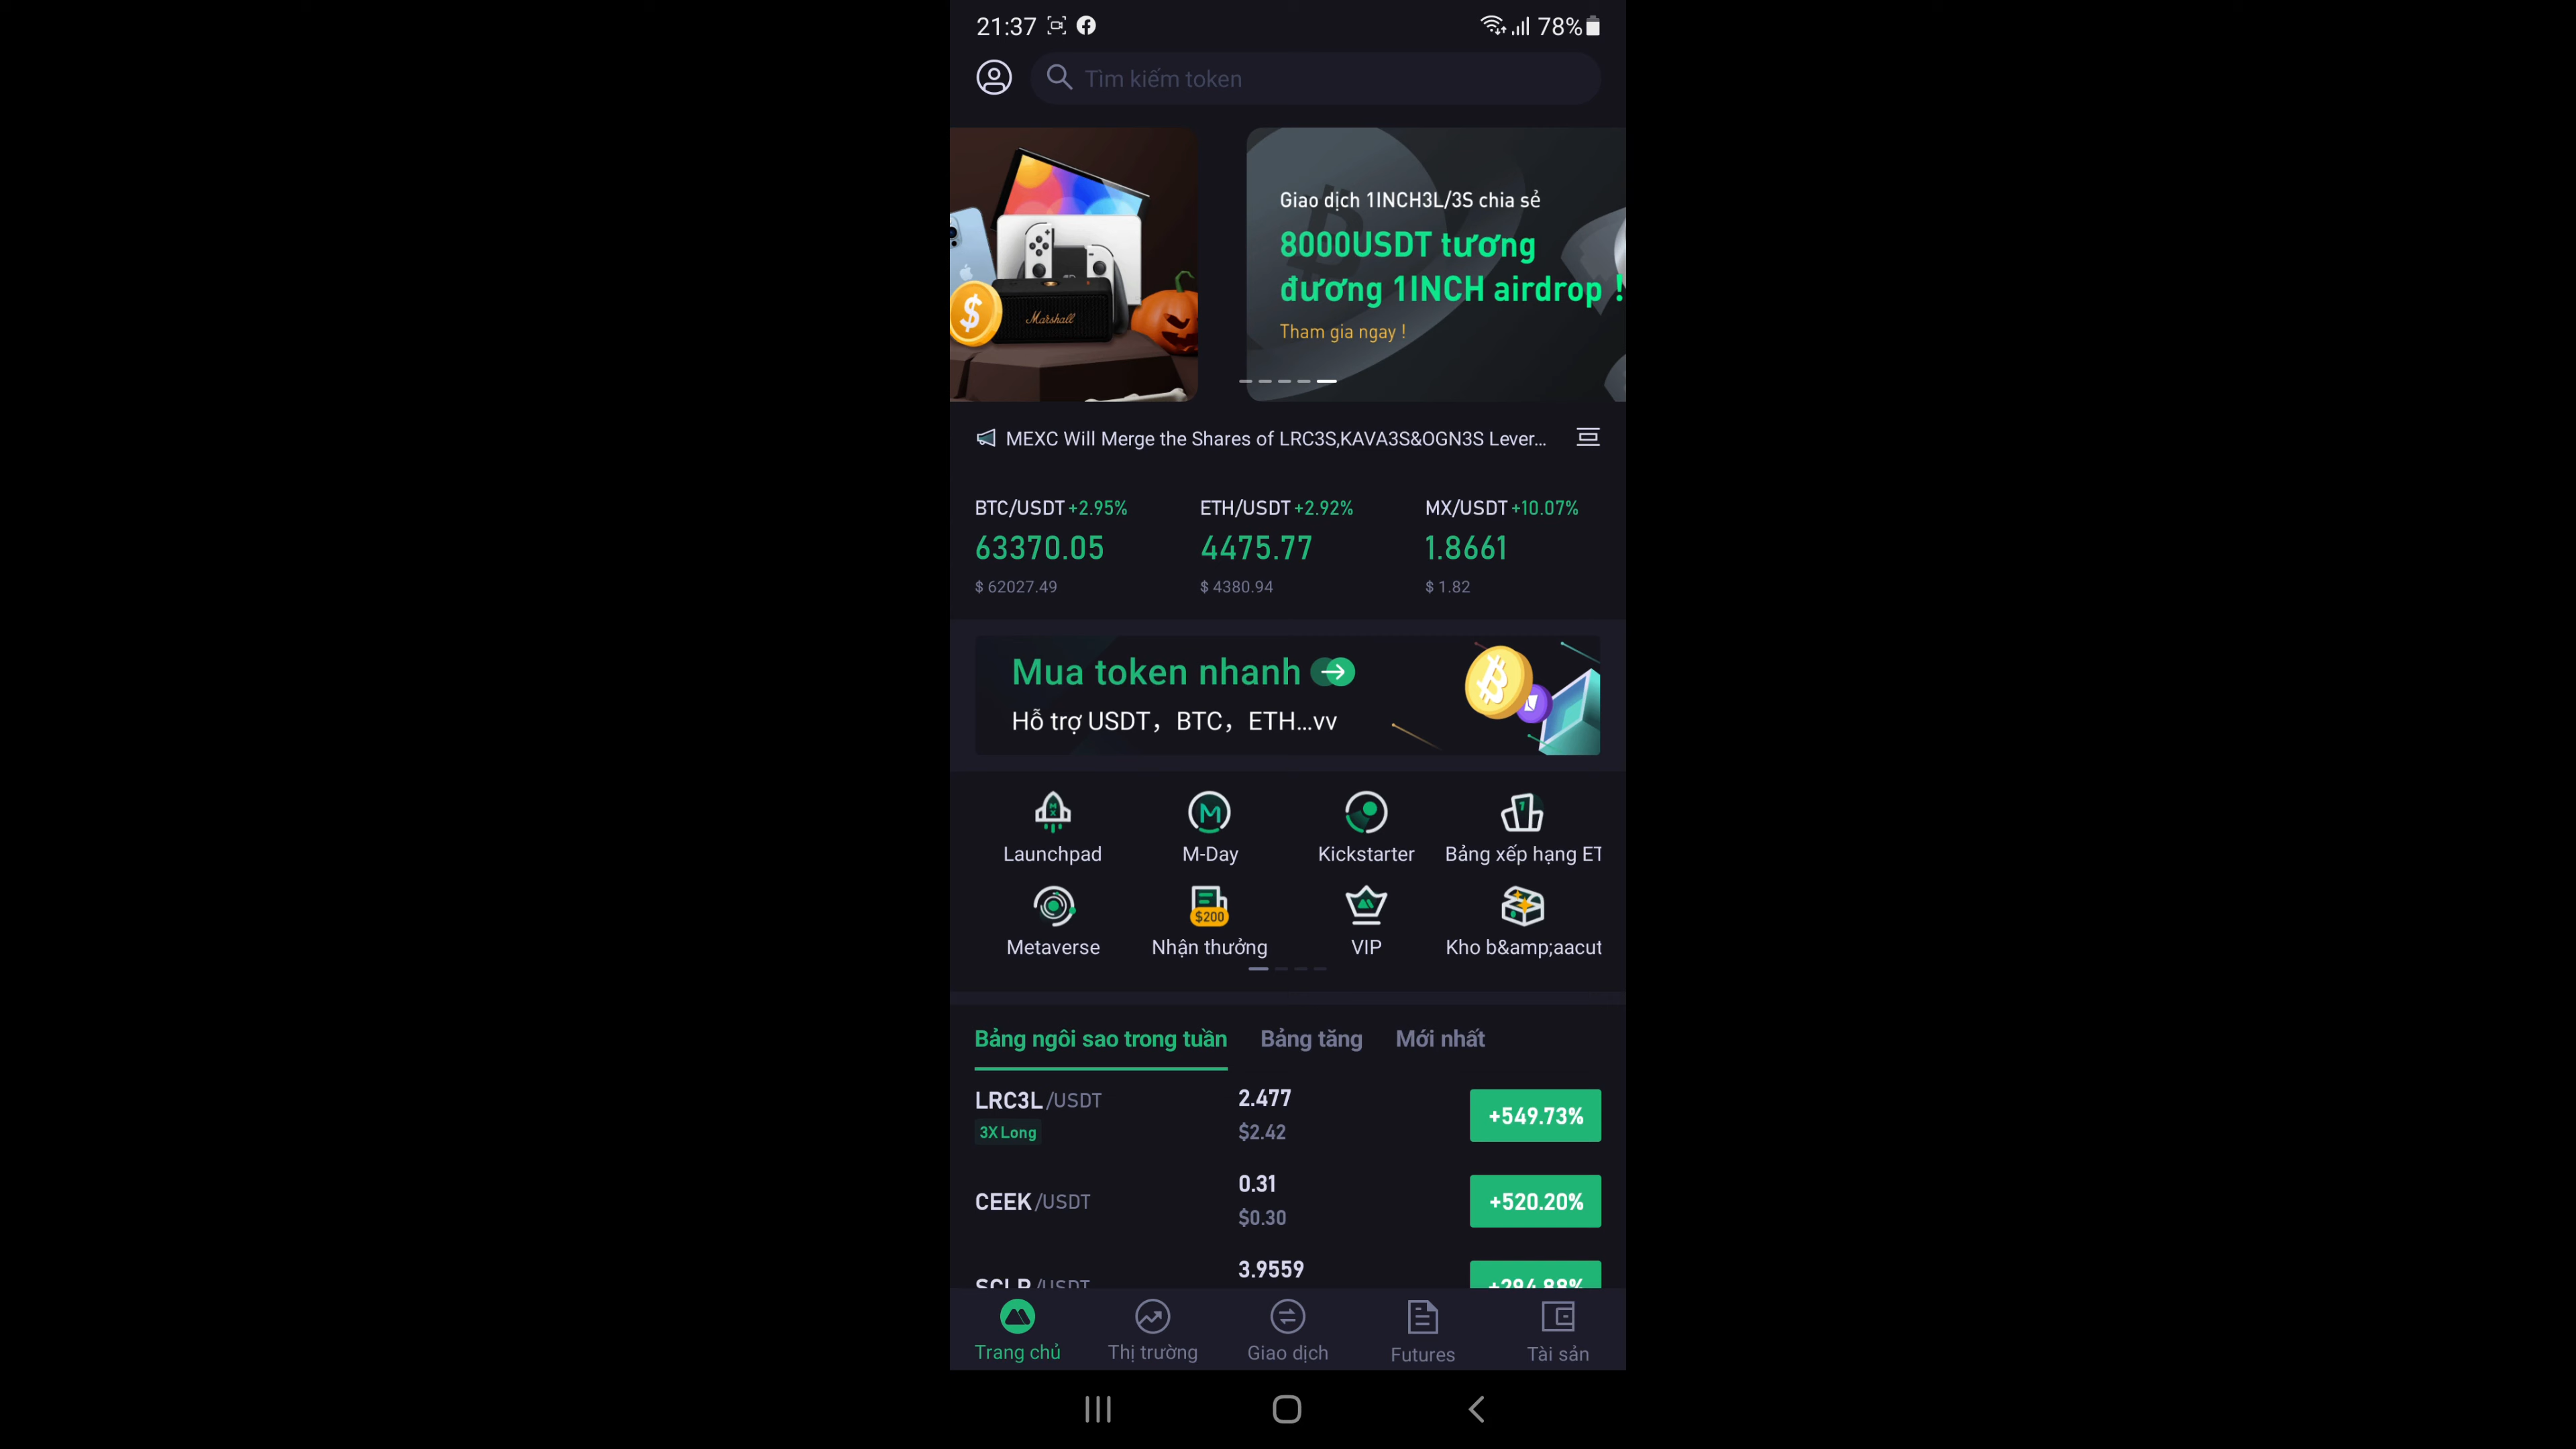 21:37
78%
Tìm kiếm token
Marshall
Giao dịch 1INCH3L/3S chia sẻ
8000USDT tương
đương 1INCH airdrop !
Tham gia ngay !
MEXC Will Merge the Shares of LRC3S,KAVA3S&OGN3S Lever...
BTC/USDT +2.95%
63370.05
$ 62027.49
ETH/USDT +2.92%
4475.77
$ 4380.94
MX/USDT +10.07%
1.8661
$ 1.82
Mua token nhanh
Hỗ trợ USDT, BTC, ETH...vv
Launchpad
M-Day
Kickstarter
Bảng xếp hạng ET
$200
Metaverse
Nhận thưởng
VIP
Kho b&amp;aacut
Bảng ngôi sao trong tuần
Bảng tăng
Mới nhất
LRC3L /USDT
3X Long
2.477
$2.42
+549.73%
CEEK /USDT
0.31
$0.30
+520.20%
SCLP /USDT
3.9559
+294.88%
Trang chủ
Thị trường
Giao dịch
Futures
Tài sản